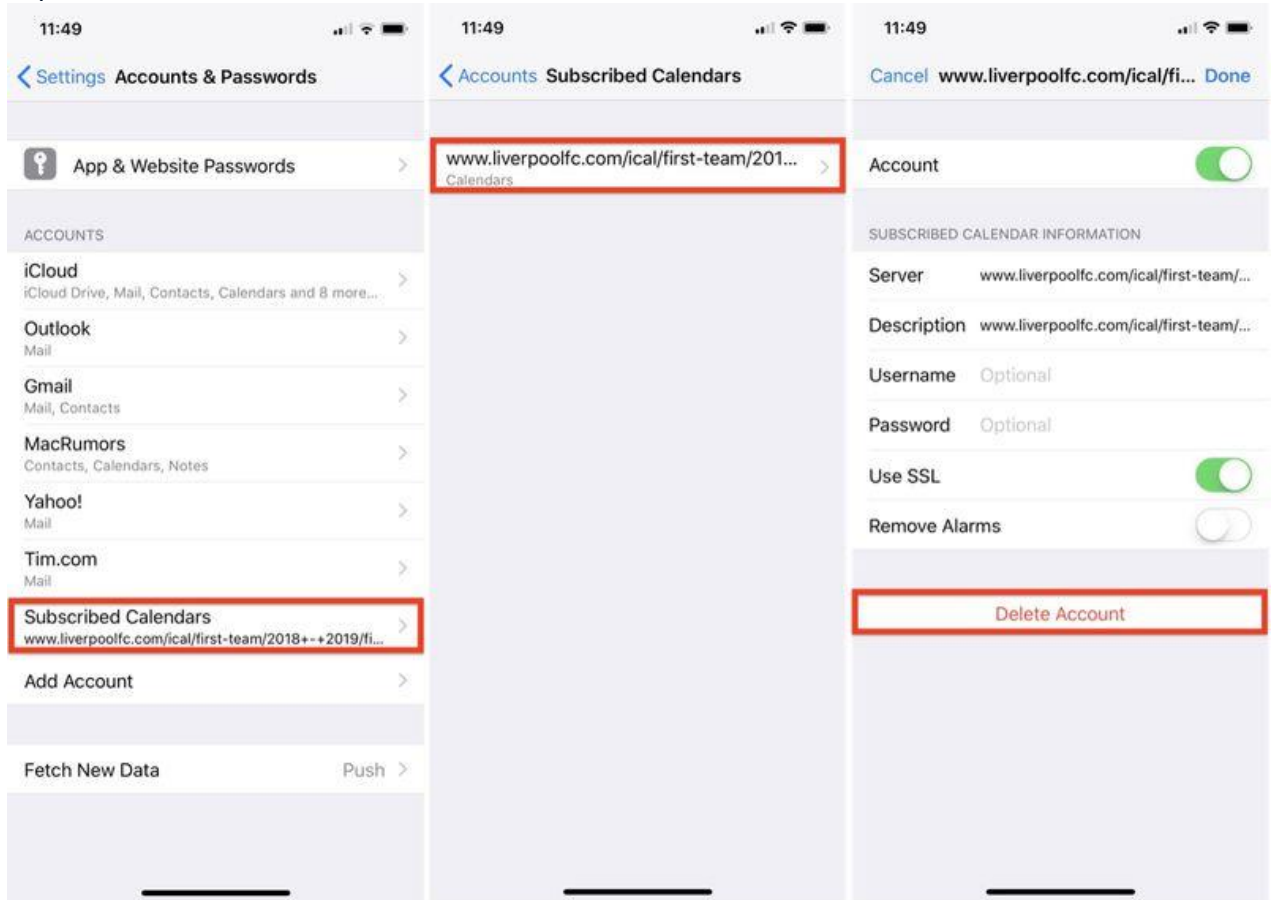 11:49
Settings Accounts & Passwords
App & Website Passwords
ACCOUNTS
iCloud
iCloud Drive, Mail, Contacts, Calendars and 8 more...
Outlook
Mail
Gmail
Mail, Contacts
MacRumors
Contacts, Calendars, Notes
Yahoo!
Mail
Tim.com
Mail
Subscribed Calendars
www.liverpoolfc.com/ical/first-team/2018+-+2019/fi...
Add Account
Fetch New Data Push
11:49
Accounts Subscribed Calendars
www.liverpoolfc.com/ical/first-team/201...
Calendars
11:49
Cancel www.liverpoolfc.com/ical/fi... Done
Account
SUBSCRIBED CALENDAR INFORMATION
Server www.liverpoolfc.com/ical/first-team/...
Description www.liverpoolfc.com/ical/first-team/...
Username Optional
Password Optional
Use SSL
Remove Alarms
Delete Account